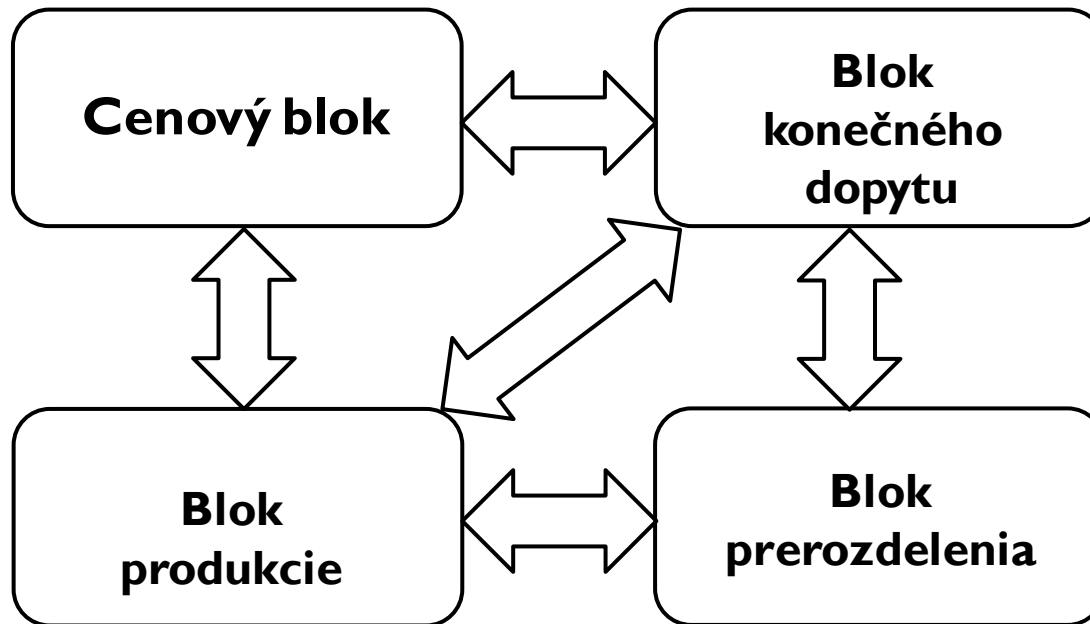 Cenový blok
Blok
konečného
dopytu
Blok
produkcie
Blok
prerozdelenia